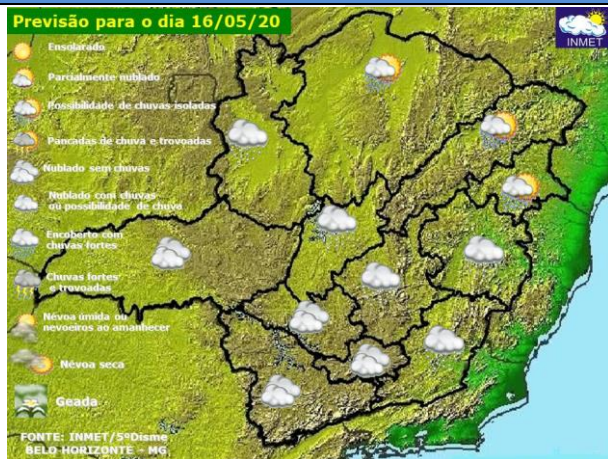 Previsão para o dia 16/05/20
INMET
Ensolarado
Parcialmente nublado
Possibilidade de chuvas isoladas
Pancadas de chuva e trovoadas
Nublado sem chuvas
Nublado com chuvas
ou possibilidade de chuva
Encoberto com
chuvas fortes
Chuvas fortes
e trovoadas
Névoa úmida ou
nevoeiros ao amanhecer
Névoa seca
Geada
FONTE: INMET/5ºDisme
BELO HORIZONTE - MG